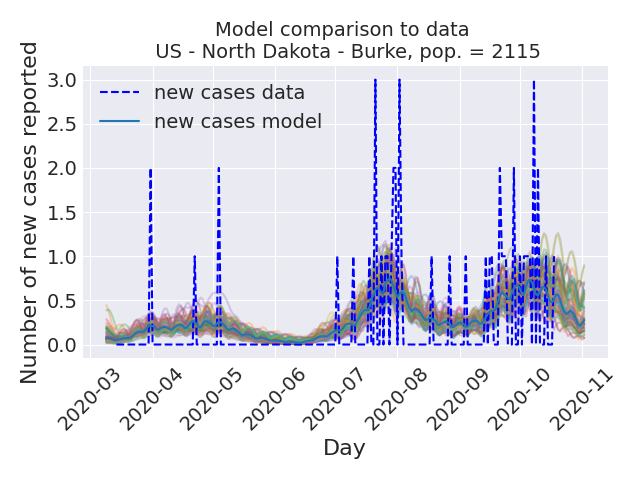 Model comparison to data
US - North Dakota - Burke, pop. = 2115
Number of new cases reported
3.0
2.5
2.0
1.5
1.0
0.5
0.0
new cases data
new cases model
2020-03
2020-04
2020-05
2020-06
2020-07
2020-08
2020-09
2020-10
2020-11
Day